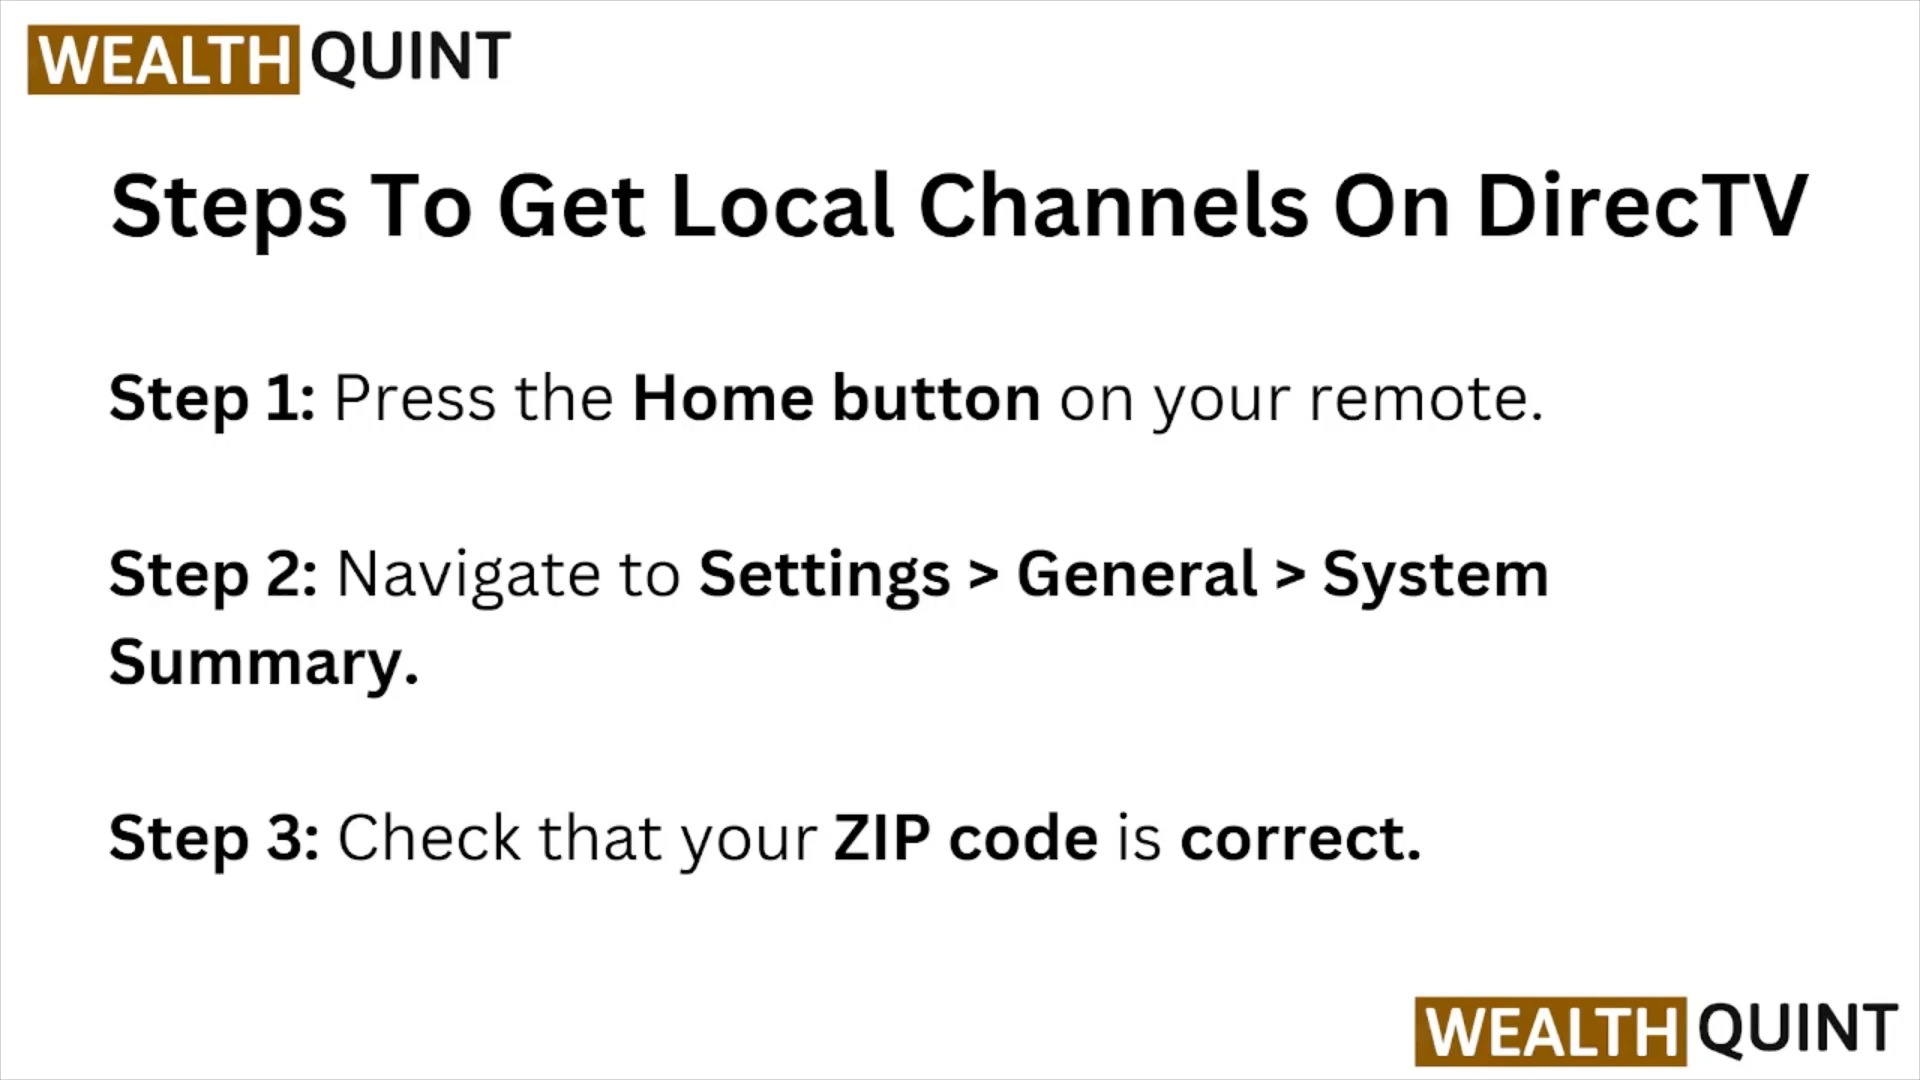 WEALTH QUINT
Steps To Get Local Channels On DirecTV
Step 1: Press the Home button on your remote.
Step 2: Navigate to Settings > General > System
Summary.
Step 3: Check that your ZIP code is correct.
WEALTH QUINT